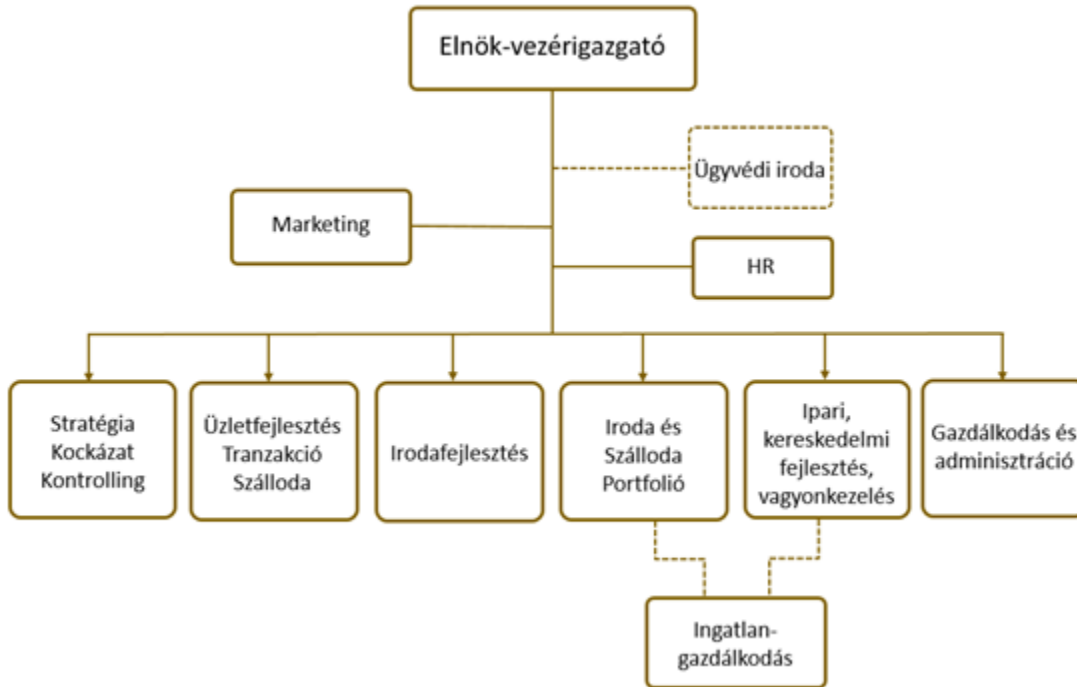 Elnök-vezérigazgató
Ügyvédi iroda
Marketing
HR
Stratégia
Kockázat
Kontrolling
Üzletfejlesztés
Tranzakció
Szálloda
Irodafejlesztés
Iroda és
Szálloda
Portfolió
Ipari,
kereskedelmi
fejlesztés,
vagyonkezelés
Gazdálkodás és
adminisztráció
Ingatlan-
gazdálkodás